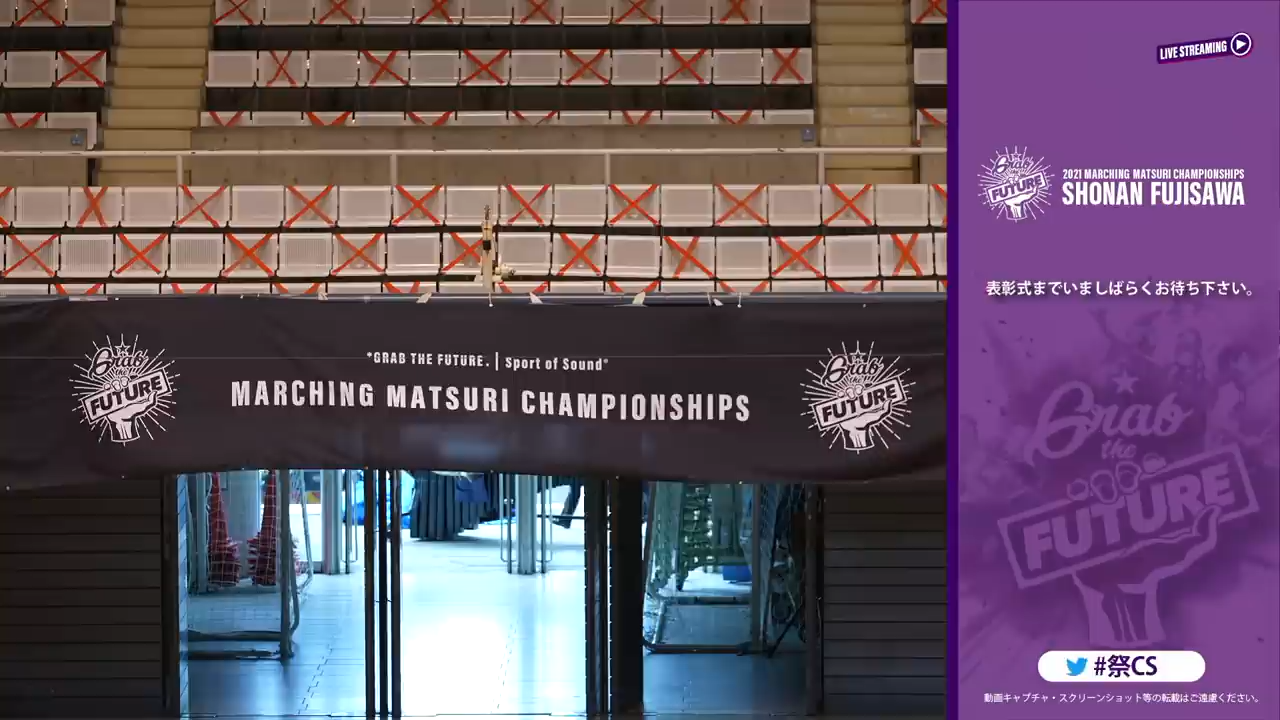 *GRAB THE FUTURE. | Sport of Sound*
MARCHING MATSURI CHAMPIONSHIPS
Grab
the
FUTURE
Grab
the
FUTURE
LIVE STREAMING
Grab
the
FUTURE
2021 MARCHING MATSURI CHAMPIONSHIPS
SHONAN FUJISAWA
表彰式までいましばらくお待ち下さい。
Grab
the
FUTURE
#祭CS
動画キャプチャ・スクリーンショット等の転載はご遠慮ください。